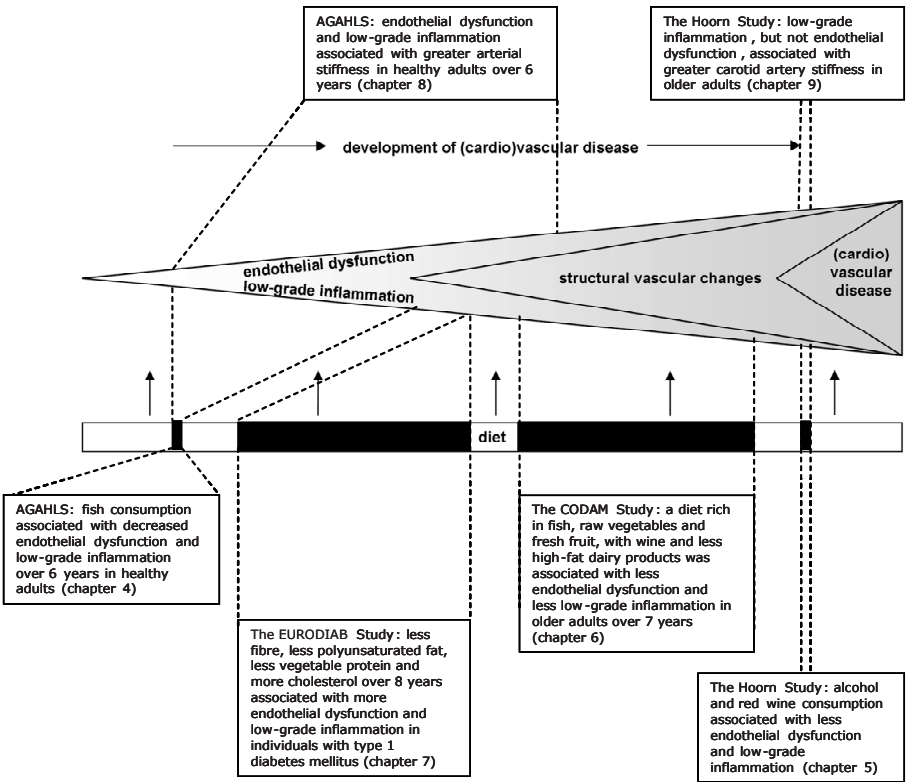 AGAHLS: endothelial dysfunction
and low-grade inflammation
associated with greater arterial
stiffness in healthy adults over 6
years (chapter 8)
The Hoorn Study: low-grade
inflammation , but not endothelial
dysfunction , associated with
greater carotid artery stiffness in
older adults (chapter 9)
development of (cardio)vascular disease
endothelial dysfunction
low-grade inflammation
structural vascular changes
(cardio)
vascular
disease
diet
AGAHLS: fish consumption
associated with decreased
endothelial dysfunction and
low-grade inflammation
over 6 years in healthy
adults (chapter 4)
The EURODIAB Study: less
fibre, less polyunsaturated fat,
less vegetable protein and
more cholesterol over 8 years
associated with more
endothelial dysfunction and
low-grade inflammation in
individuals with type 1
diabetes mellitus (chapter 7)
The CODAM Study: a diet rich
in fish, raw vegetables and
fresh fruit, with wine and less
high-fat dairy products was
associated with less
endothelial dysfunction and
less low-grade inflammation in
older adults over 7 years
(chapter 6)
The Hoorn Study: alcohol
and red wine consumption
associated with less
endothelial dysfunction
and low-grade
inflammation (chapter 5)